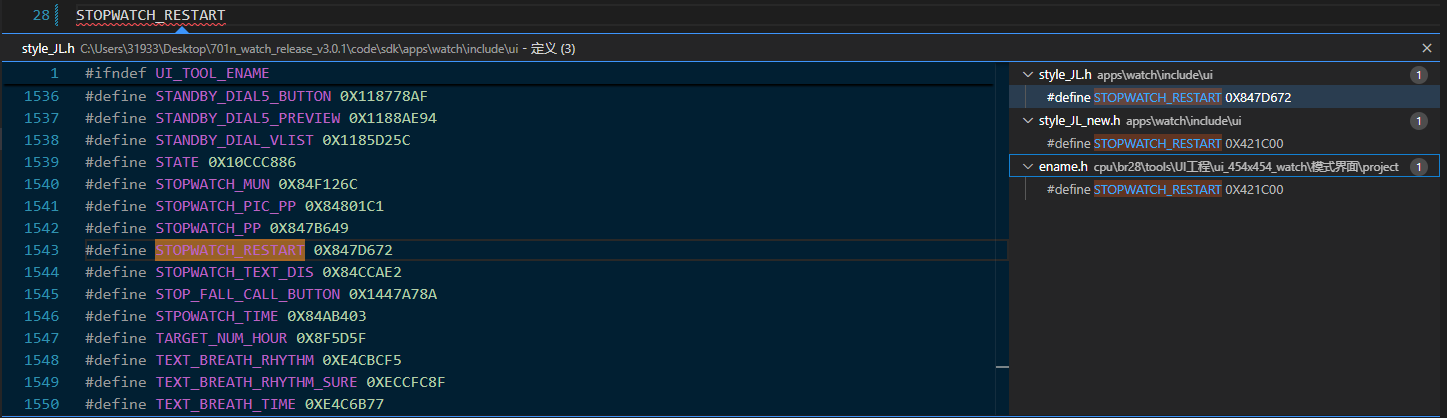 28 STOPWATCH_RESTART
style_JL.h C:\Users\31933\Desktop\701n_watch_release_v3.0.1\code\sdk\apps\watch\include\ui - 定义 (3)
1 #ifndef UI_TOOL_ENAME
1536 #define STANDBY_DIAL5_BUTTON 0X118778AF
1537 #define STANDBY_DIAL5_PREVIEW 0X1188AE94
1538 #define STANDBY_DIAL_VLIST 0X1185D25C
1539 #define STATE 0X10CCC886
1540 #define STOPWATCH_MUN 0X84F126C
1541 #define STOPWATCH_PIC_PP 0X84801C1
1542 #define STOPWATCH_PP 0X847B649
1543 #define STOPWATCH_RESTART 0X847D672
1544 #define STOPWATCH_TEXT_DIS 0X84CCAE2
1545 #define STOP_FALL_CALL_BUTTON 0X1447A78A
1546 #define STPOWATCH_TIME 0X84AB403
1547 #define TARGET_NUM_HOUR 0X8F5D5F
1548 #define TEXT_BREATH_RHYTHM 0XE4CBCF5
1549 #define TEXT_BREATH_RHYTHM_SURE 0XECCFC8F
1550 #define TEXT_BREATH_TIME 0XE4C6B77
style_JL.h apps\watch\include\ui 1
#define STOPWATCH_RESTART 0X847D672
style_JL_new.h apps\watch\include\ui 1
#define STOPWATCH_RESTART 0X421C00
ename.h cpu\br28\tools\UI工程\ui_454x454_watch\模式界面\project 1
#define STOPWATCH_RESTART 0X421C00